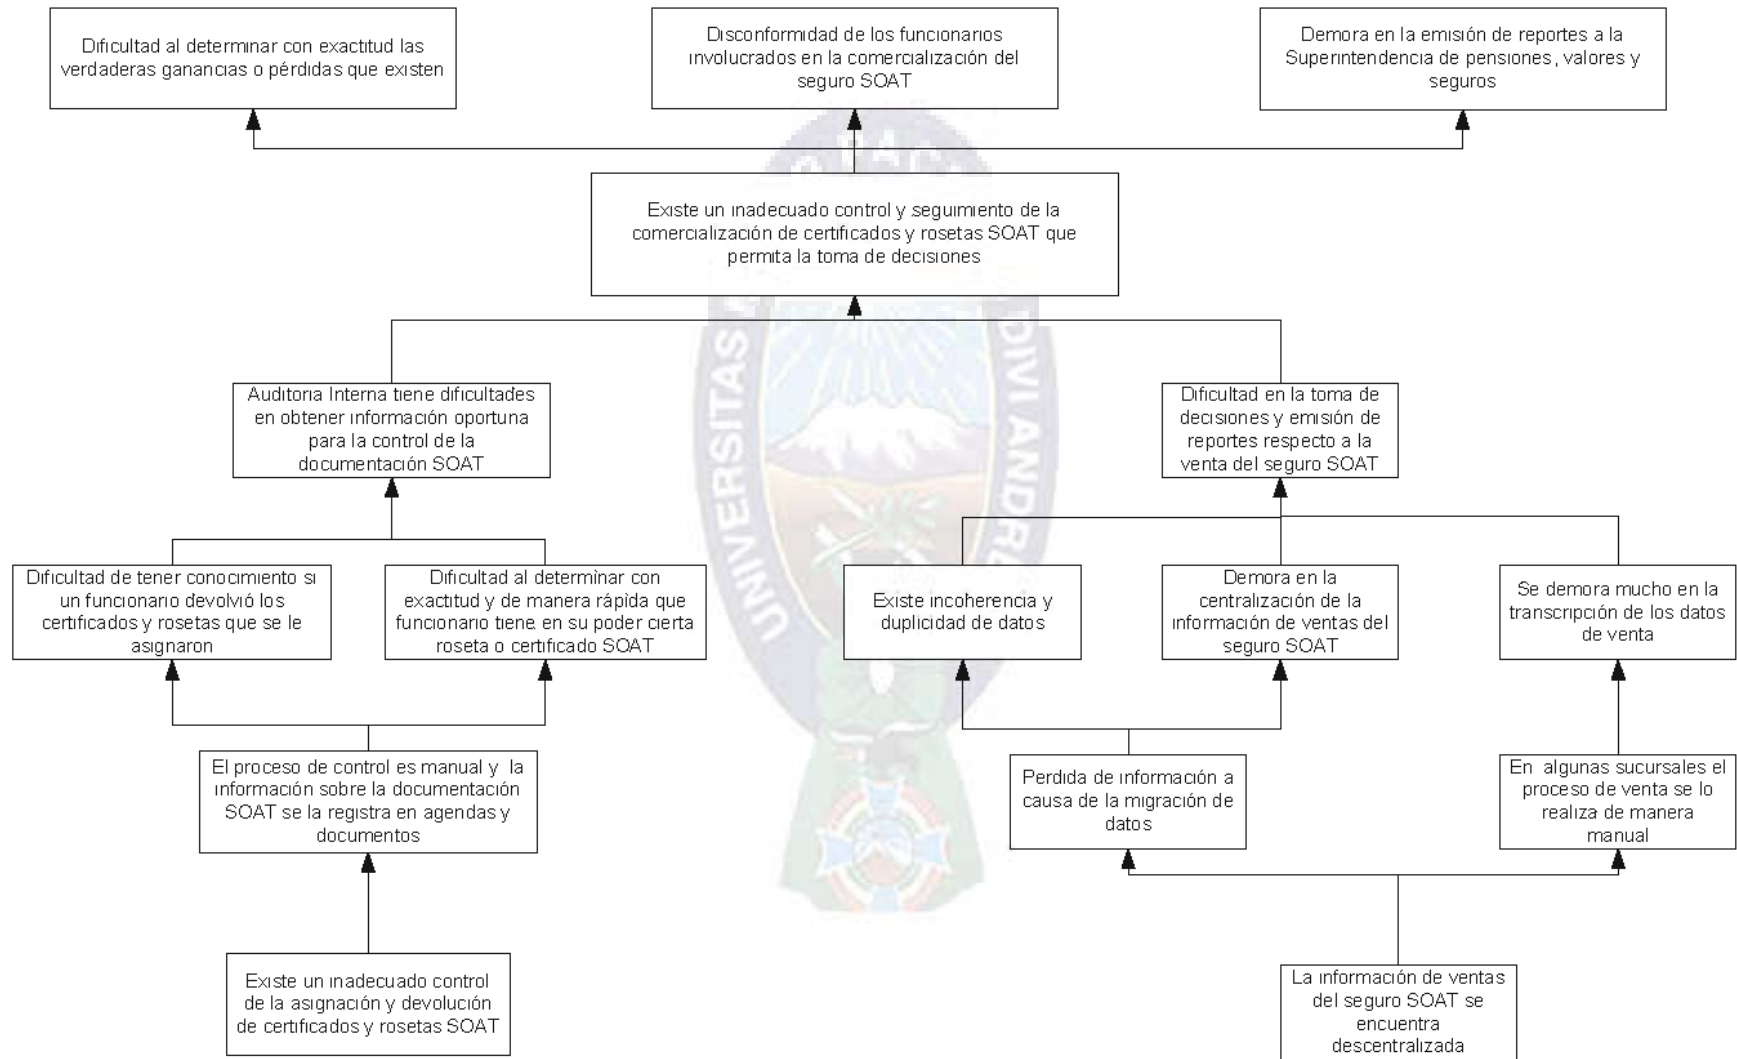 Dificultad al determinar con exactitud las
verdaderas ganancias o pérdidas que existen
Disconformidad de los funcionarios
involucrados en la comercialización del
seguro SOAT
Demora en la emisión de reportes a la
Superintendencia de pensiones, valores y
seguros
Existe un inadecuado control y seguimiento de la
comercialización de certificados y rosetas SOAT que
permita la toma de decisiones
Auditoria Interna tiene dificultades
en obtener información oportuna
para la control de la
documentación SOAT
Dificultad en la toma de
decisiones y emisión de
reportes respecto a la
venta del seguro SOAT
Dificultad de tener conocimiento si
un funcionario devolvió los
certificados y rosetas que se le
asignaron
Dificultad al determinar con
exactitud y de manera rápida que
funcionario tiene en su poder cierta
roseta o certificado SOAT
Existe incoherencia y
duplicidad de datos
Demora en la
centralización de la
información de ventas del
seguro SOAT
Se demora mucho en la
transcripción de los datos
de venta
El proceso de control es manual y la
información sobre la documentación
SOAT se la registra en agendas y
documentos
Perdida de información a
causa de la migración de
datos
En algunas sucursales el
proceso de venta se lo
realiza de manera
manual
Existe un inadecuado control
de la asignación y devolución
de certificados y rosetas SOAT
La información de ventas
del seguro SOAT se
encuentra
descentralizada
UNIVERSITAS
DIVI ANDRE